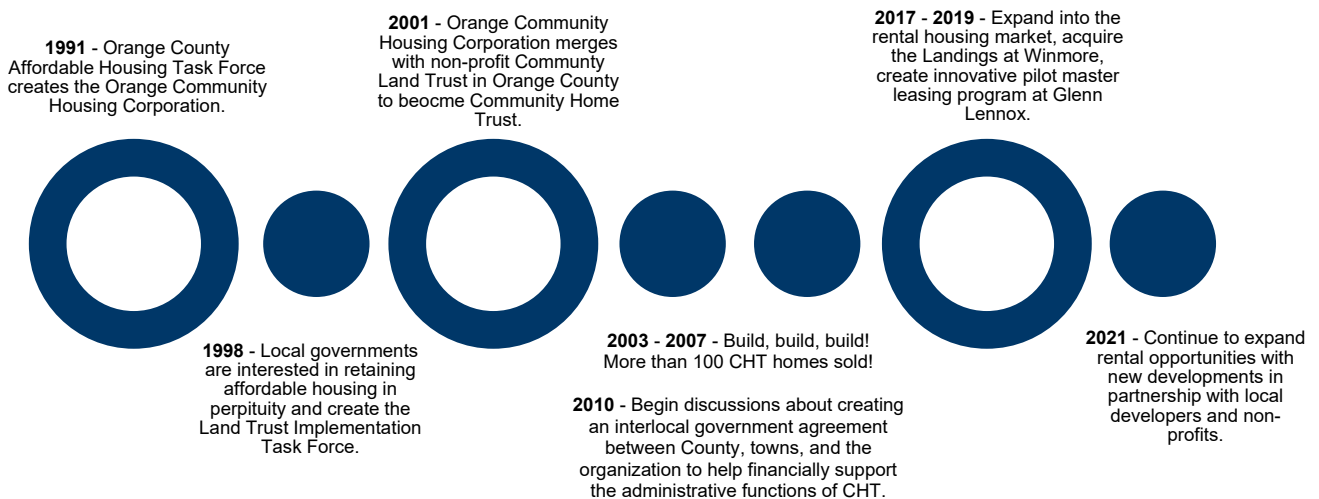 1991 - Orange County
Affordable Housing Task Force
creates the Orange Community
Housing Corporation.
1998 - Local governments
are interested in retaining
affordable housing in
perpituity and create the
Land Trust Implementation
Task Force.
2001 - Orange Community
Housing Corporation merges
with non-profit Communty
Land Trust in Orange County
to beocme Community Home
Trust.
2003 - 2007 - Build, build, build!
More than 100 CHT homes sold!
2010 - Begin discussions about creating
an interlocal government agreement
between County, towns, and the
organization to help financially support
the administrative functions of CHT.
2017 - 2019 - Expand into the
rental housing market, acquire
the Landings at Winmore,
create innovative pilot master
leasing program at Glenn
Lennox.
2021 - Continue to expand
rental opportunities with
new developments in
partnership with local
developers and non-
profits.